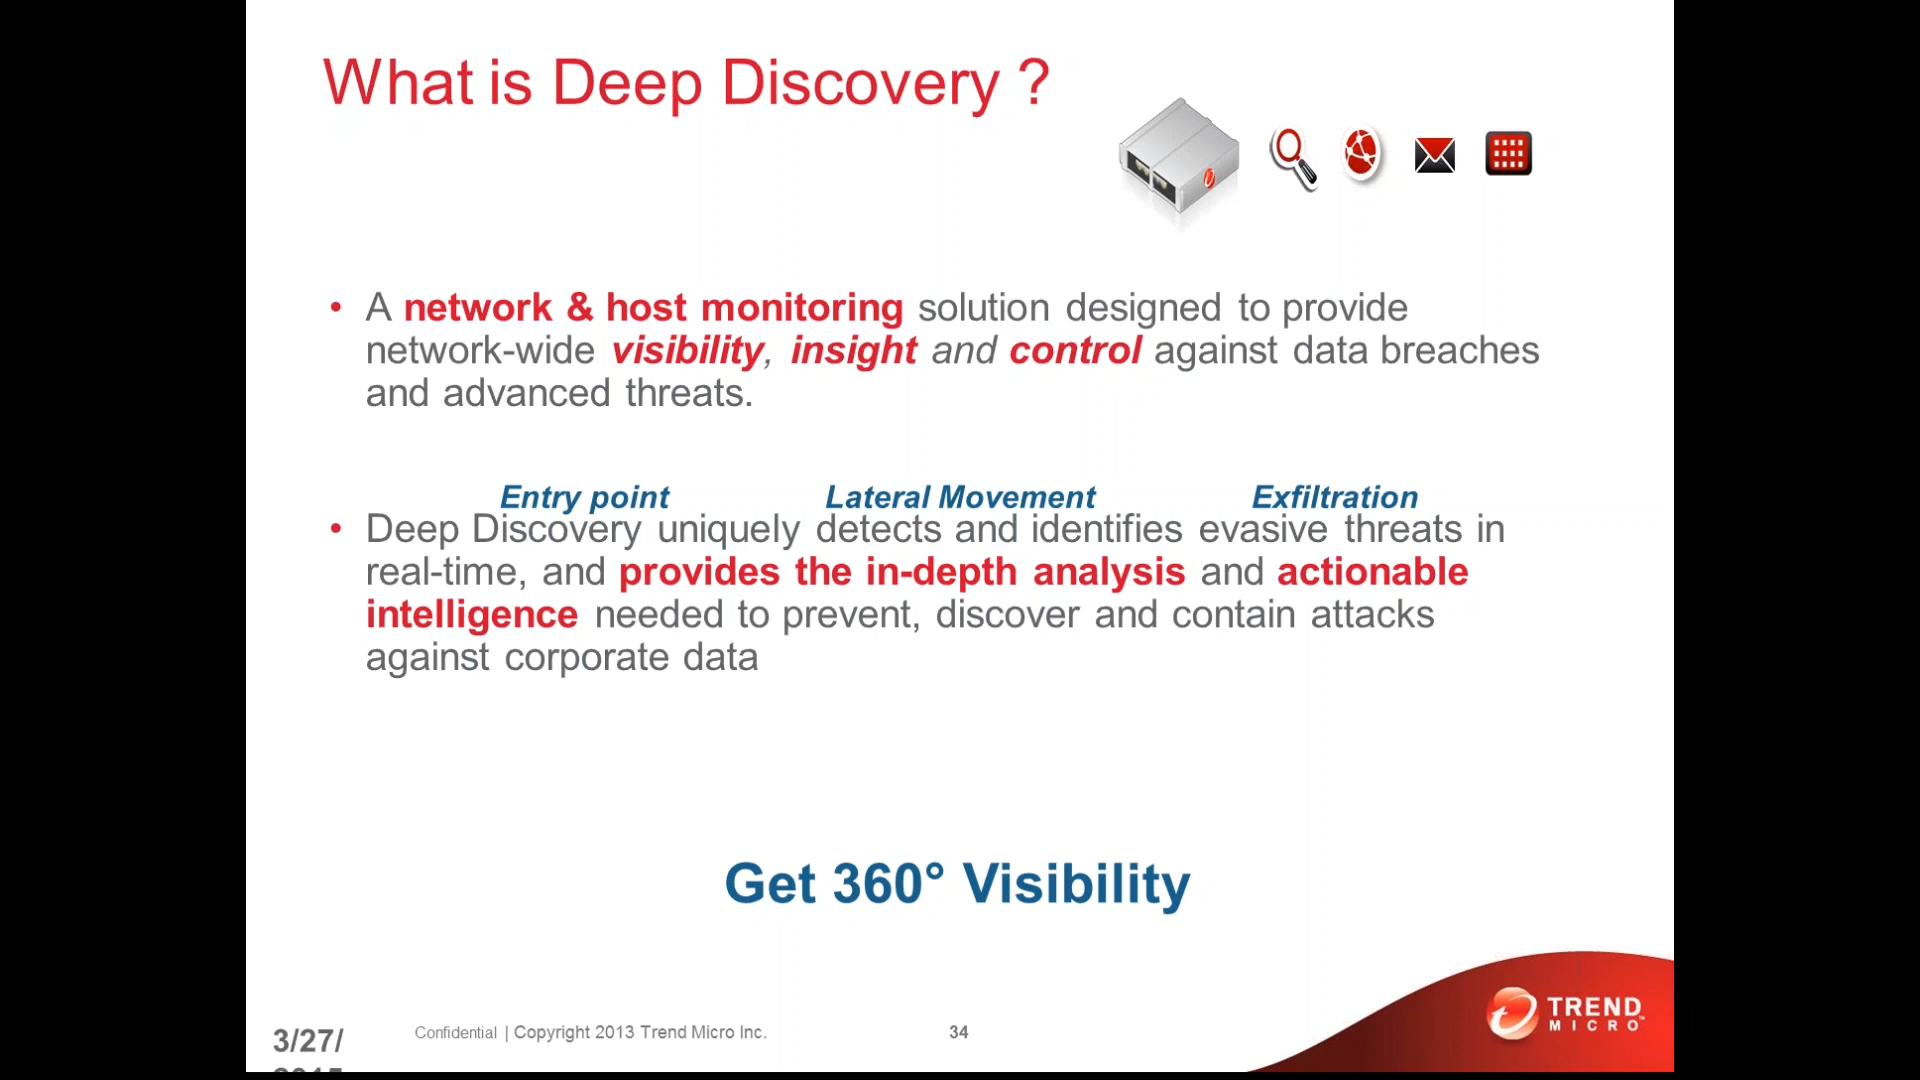 What is Deep Discovery ?
• A network & host monitoring solution designed to provide
network-wide visibility, insight and control against data breaches
and advanced threats.
Entry point Lateral Movement Exfiltration
• Deep Discovery uniquely detects and identifies evasive threats in
real-time, and provides the in-depth analysis and actionable
intelligence needed to prevent, discover and contain attacks
against corporate data
Get 360° Visibility
3/27/
Confidential | Copyright 2013 Trend Micro Inc.
34
TREND
MICRO™